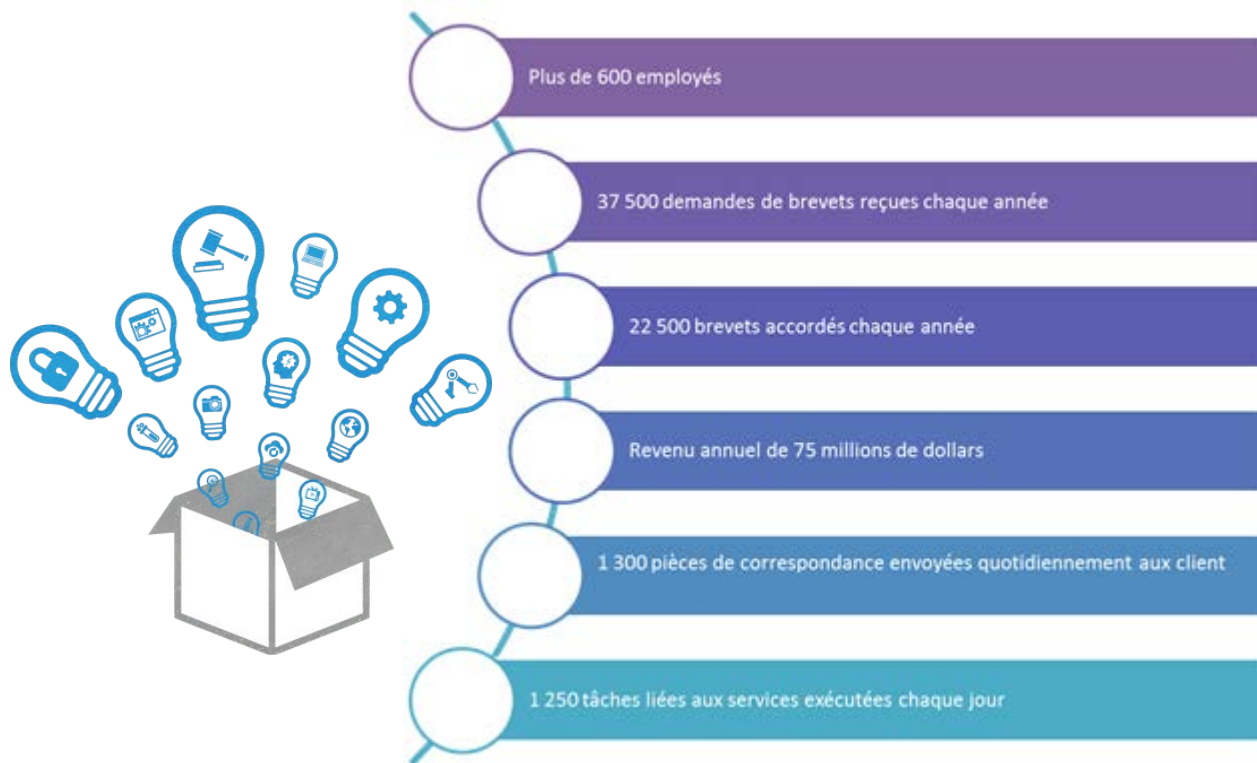 Plus de 600 employés
37 500 demandes de brevets reçues chaque année
22 500 brevets accordés chaque année
Revenu annuel de 75 millions de dollars
1 300 pièces de correspondance envoyées quotidiennement aux client
1 250 tâches liées aux services exécutées chaque jour